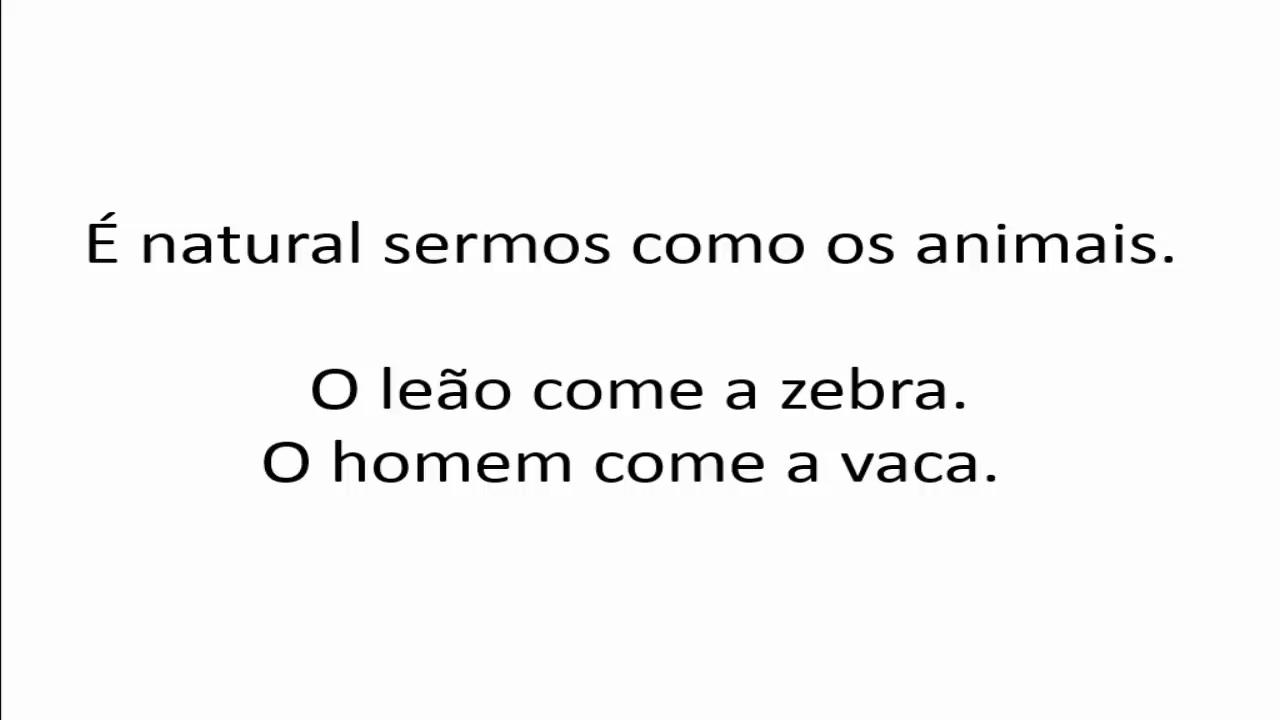 É natural sermos como os animais.
O leão come a zebra.
O homem come a vaca.